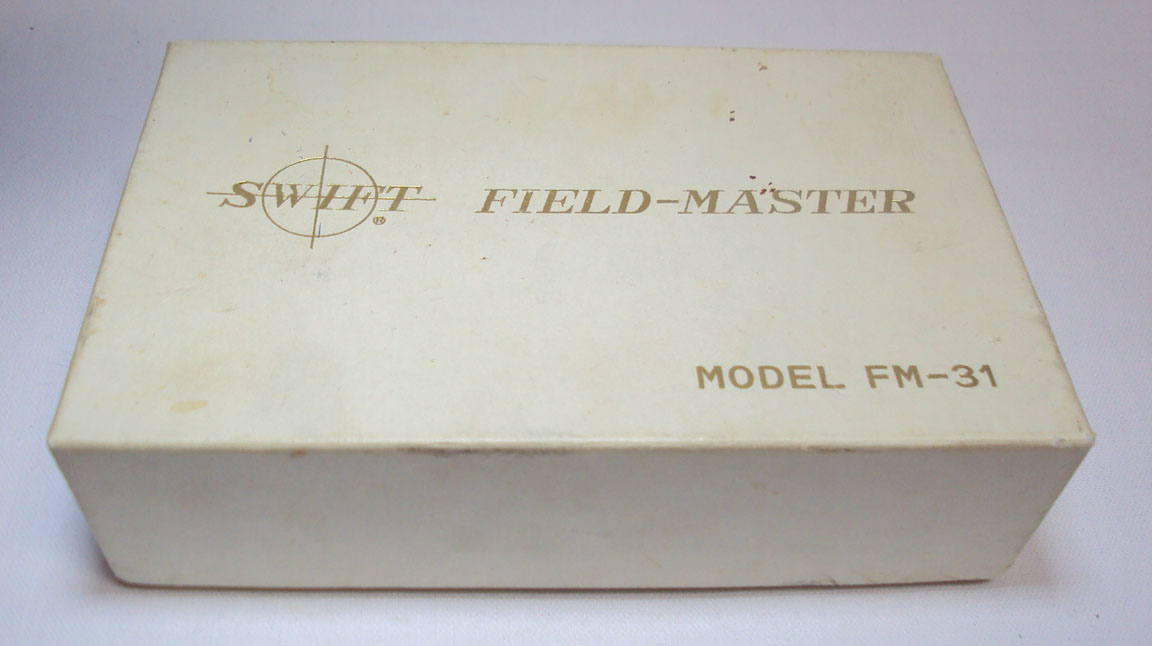 SWIFT® FIELD-MASTER
MODEL FM-31